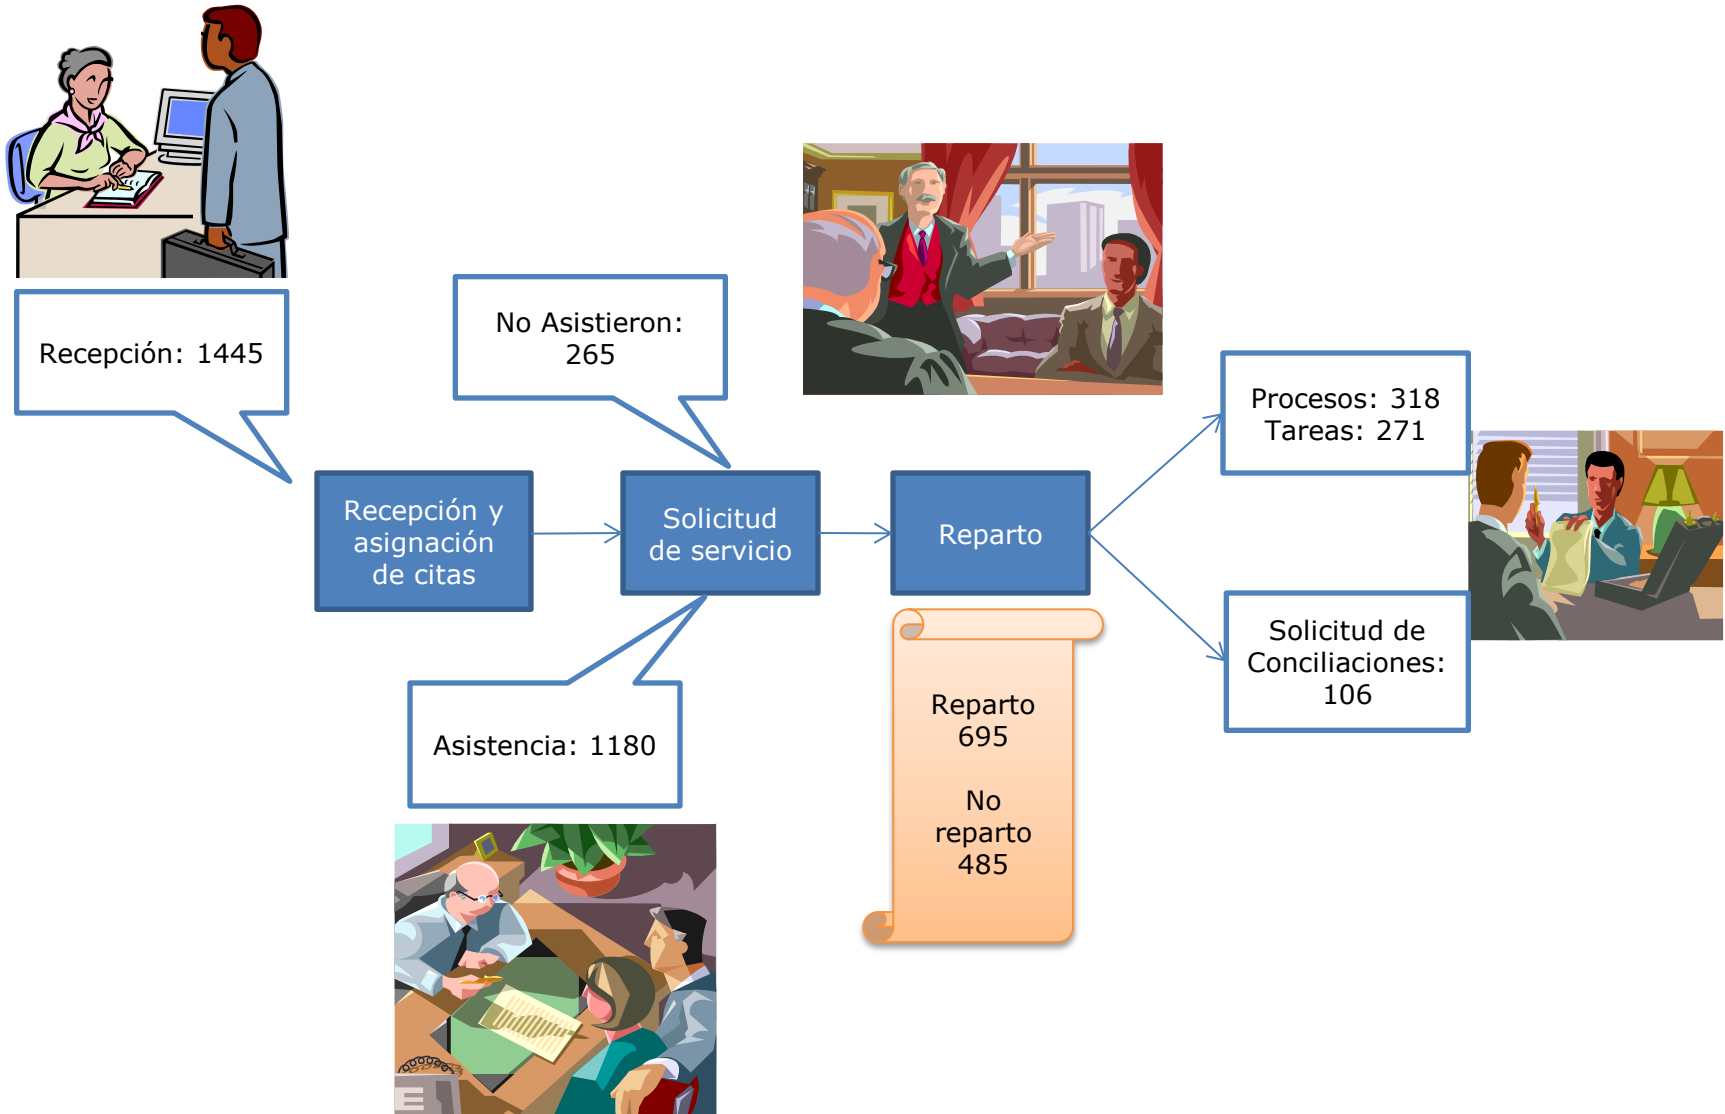 Recepción: 1445
No Asistieron:
265
Procesos: 318
Tareas: 271
Recepción y
asignación
de citas
Solicitud
de servicio
Reparto
Solicitud de
Conciliaciones:
106
Asistencia: 1180
Reparto
695
No
reparto
485